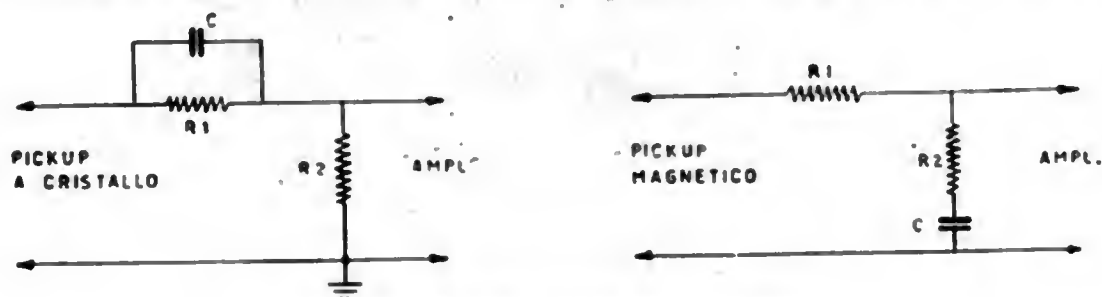 C
R1
PICKUP
A CRISTALLO
R2
AMPL.
R1
PICKUP
MAGNETICO
R2
AMPL.
C